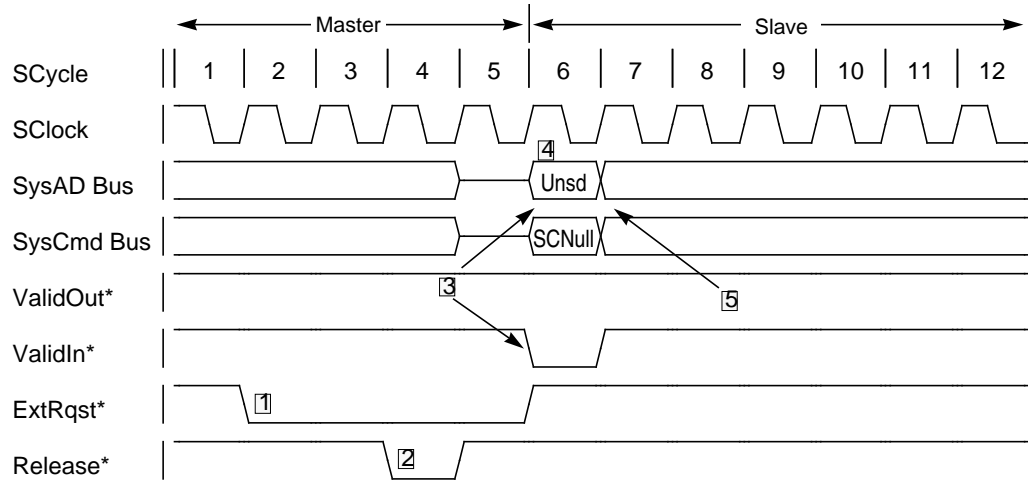 Master Slave
SCycle 1 2 3 4 5 6 7 8 9 10 11 12
SClock
4
SysAD Bus Unsd
SysCmd Bus SCNull
ValidOut* 3 5
ValidIn*
ExtRqst* 1
Release* 2